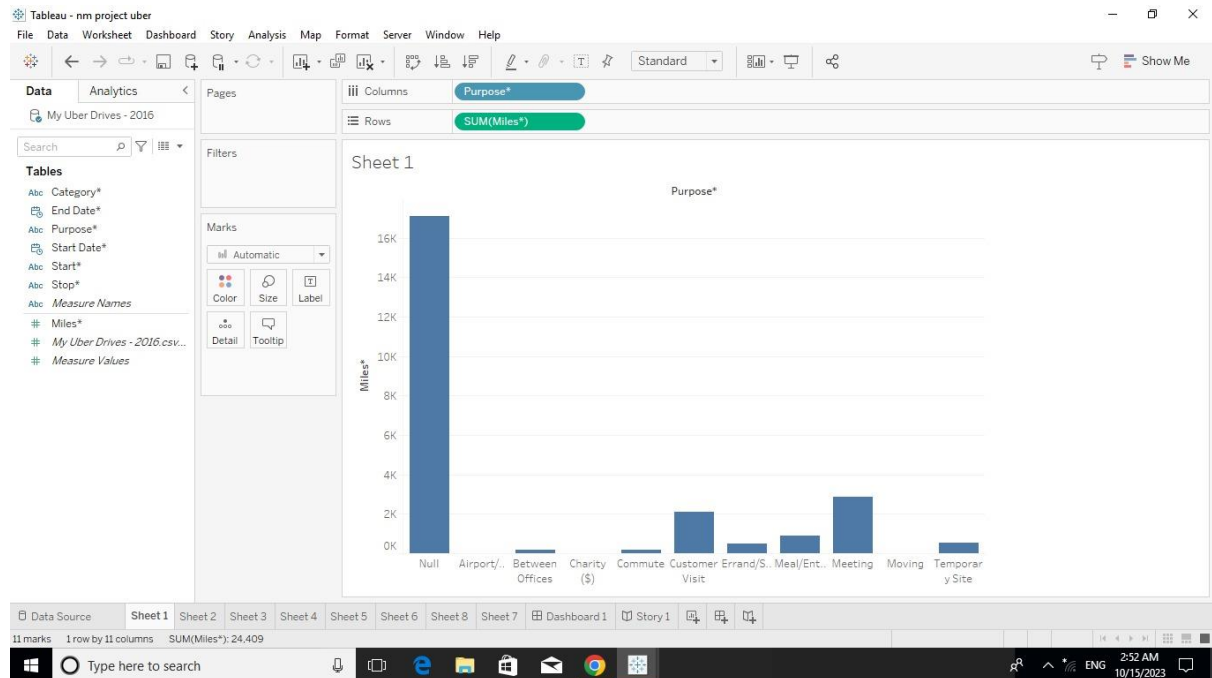 Tableau - nm project uber
File Data Worksheet Dashboard Story Analysis Map Format Server Window Help
Standard
Show Me
Data Analytics
My Uber Drives - 2016
Search
Tables
Abc Category*
End Date*
Abc Purpose*
Start Date*
Abc Start*
Abc Stop*
Abc Measure Names
# Miles*
# My Uber Drives - 2016.csv...
# Measure Values
Pages
Filters
Marks
Automatic
Color Size Label
Detail Tooltip
Columns Purpose*
Rows SUM(Miles*)
Sheet 1
Purpose*
16K
14K
12K
10K
8K
6K
4K
2K
0K
Miles*
Null Airport/.. Between Offices Charity ($) Commute Customer Visit Errand/S.. Meal/Ent.. Meeting Moving Temporar y Site
Data Source Sheet 1 Sheet 2 Sheet 3 Sheet 4 Sheet 5 Sheet 6 Sheet 8 Sheet 7 Dashboard 1 Story 1
11 marks 1 row by 11 columns SUM(Miles*): 24,409
Type here to search
ENG
2:52 AM
10/15/2023